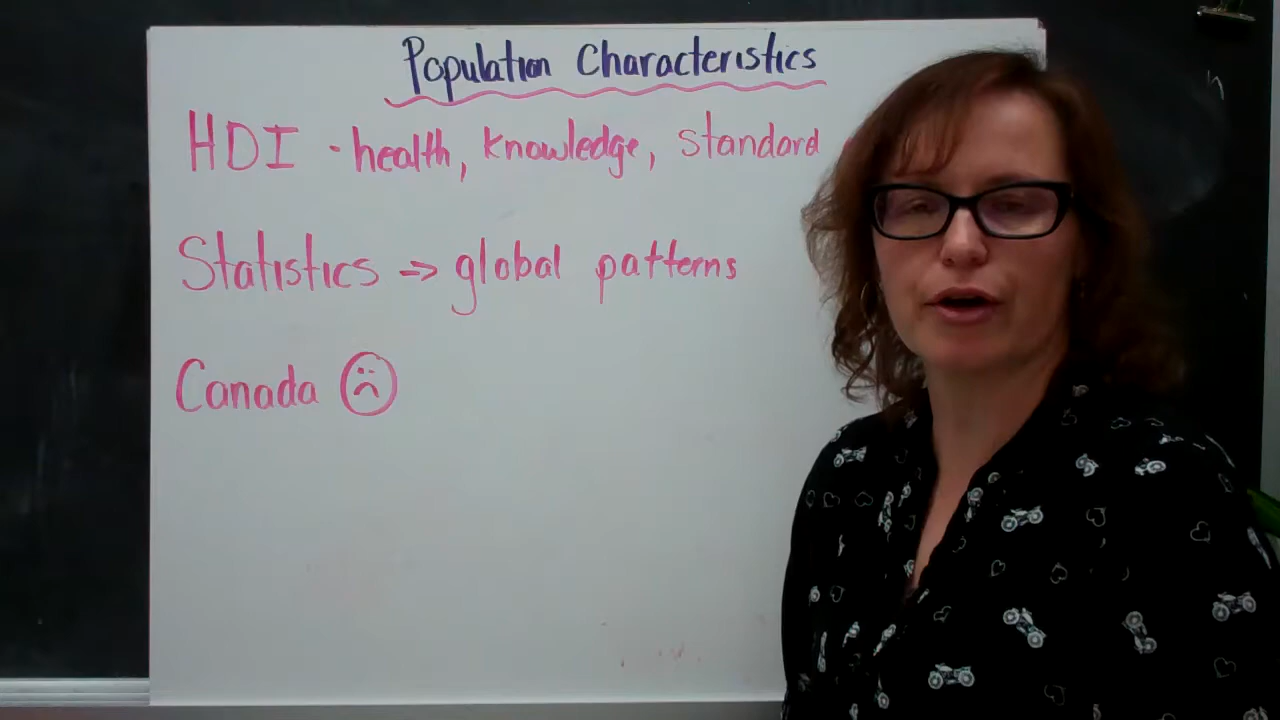 Population Characteristics
HDI - health, knowledge, standard
Statistics => global patterns
Canada ☹